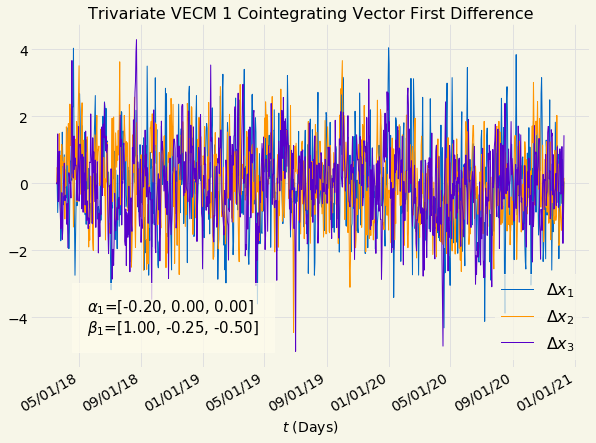 Trivariate VECM 1 Cointegrating Vector First Difference
4
2
0
−2
−4
α₁=[-0.20, 0.00, 0.00]
β₁=[1.00, -0.25, -0.50]
Δx₁
Δx₂
Δx₃
05/01/18
09/01/18
01/01/19
05/01/19
09/01/19
01/01/20
05/01/20
09/01/20
01/01/21
t (Days)